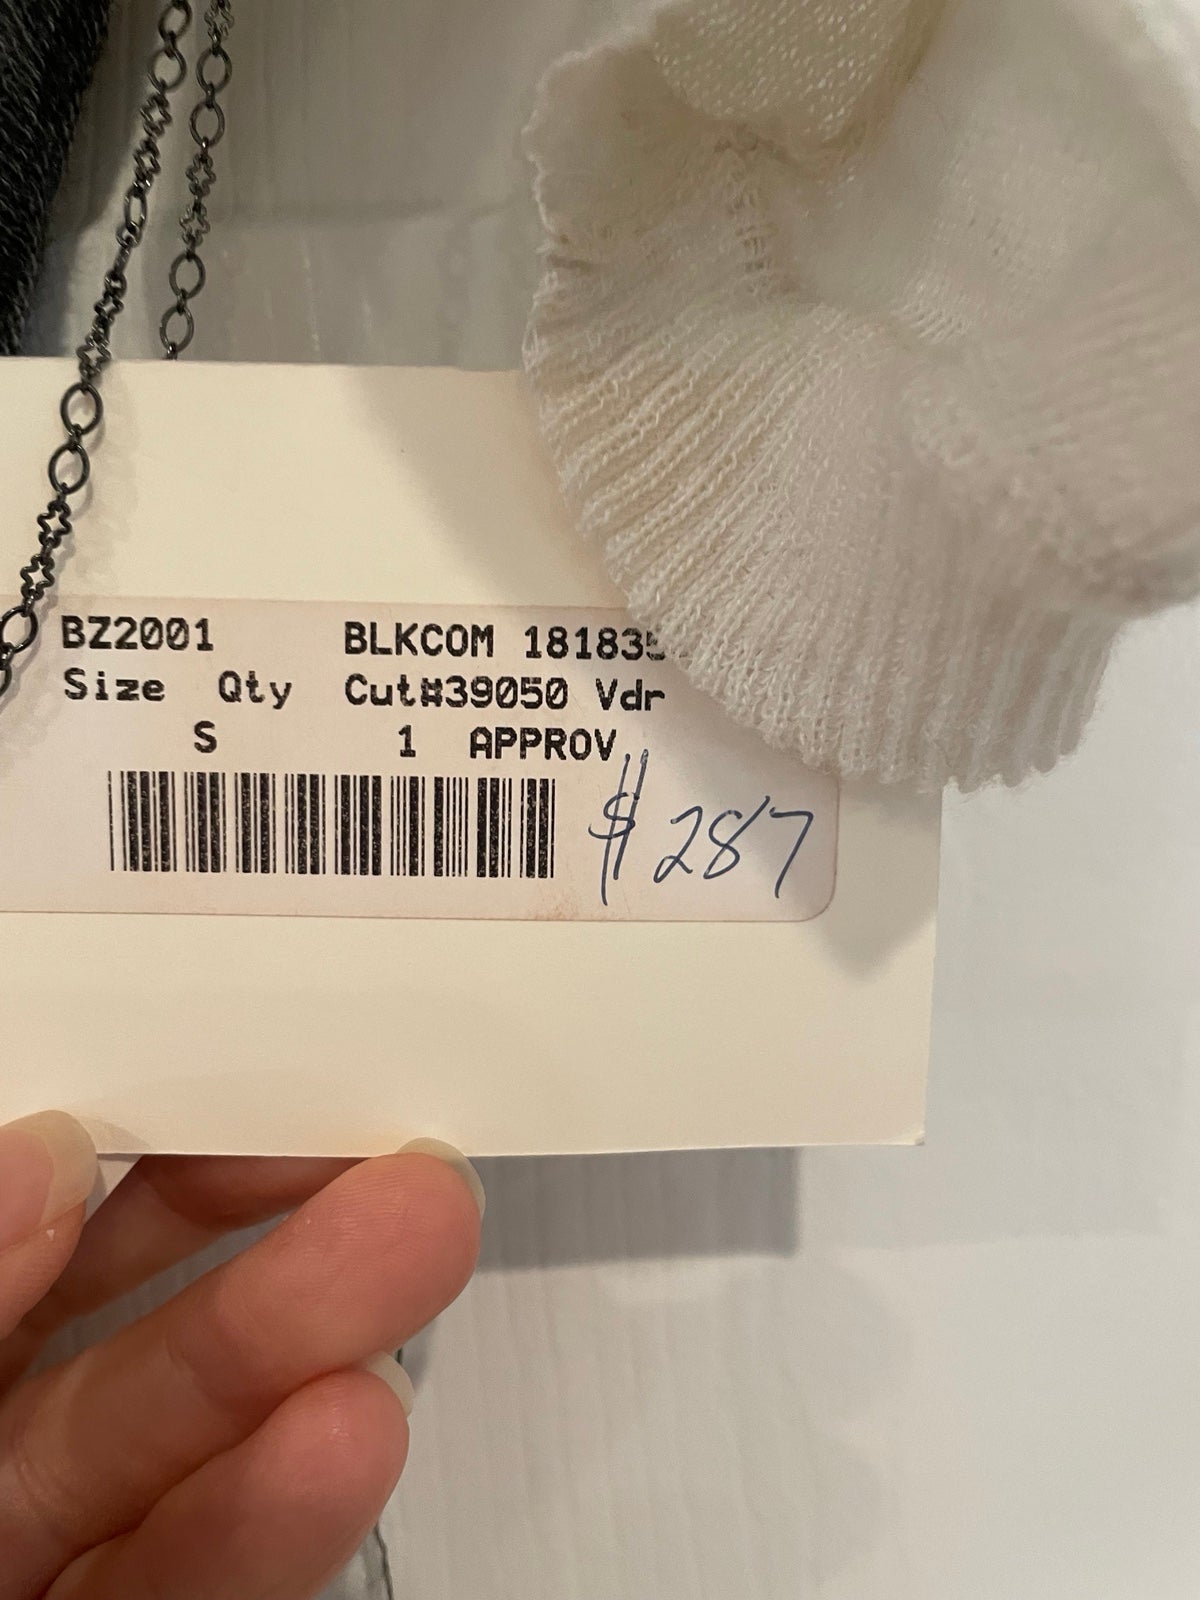 BZ2001 BLKCOM 18183
Size Qty Cut#39050 Vdr
S 1 APPROV
$287